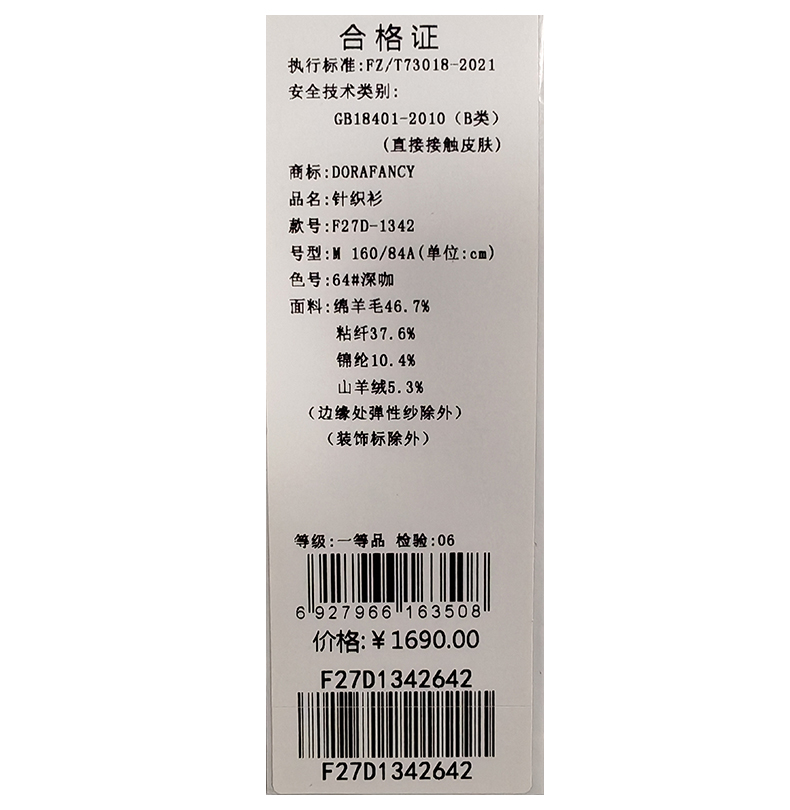 合格证
执行标准:FZ/T73018-2021
安全技术类别:
GB18401-2010（B类）
(直接接触皮肤)
商标:DORAFANCY
品名:针织衫
款号:F27D-1342
号型:M 160/84A(单位:cm)
色号:64#深咖
面料:绵羊毛46.7%
粘纤37.6%
锦纶10.4%
山羊绒5.3%
（边缘处弹性纱除外）
（装饰标除外）
等级:一等品 检验:06
6 927966 163508
价格:￥1690.00
F27D1342642
F27D1342642